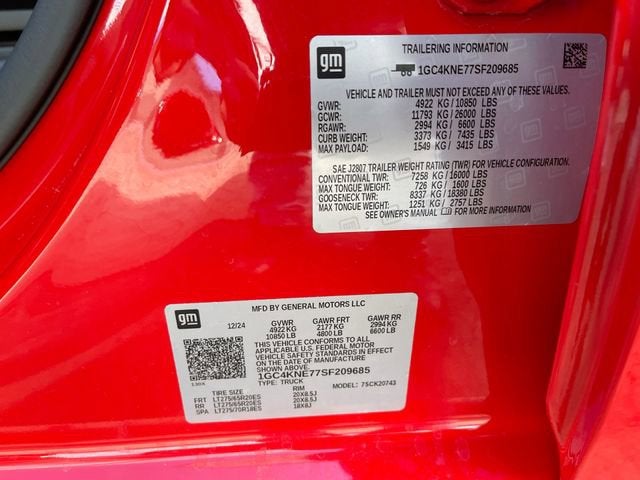 gm
TRAILERING INFORMATION
1GC4KNE77SF209685
VEHICLE AND TRAILER MUST NOT EXCEED ANY OF THESE VALUES.
GVWR: 4922 KG/10850 LBS
GCWR: 11793 KG/26000 LBS
RGAWR: 2994 KG/ 6600 LBS
CURB WEIGHT: 3373 KG/ 7435 LBS
MAX PAYLOAD: 1549 KG/ 3415 LBS
SAE J2807 TRAILER WEIGHT RATING (TWR) FOR VEHICLE CONFIGURATION.
CONVENTIONAL TWR: 7258 KG/16000 LBS
MAX TONGUE WEIGHT: 726 KG/ 1600 LBS
GOOSENECK TWR: 8337 KG/18380 LBS
MAX TONGUE WEIGHT: 1251 KG/ 2757 LBS
SEE OWNER'S MANUAL FOR MORE INFORMATION
gm
MFD BY GENERAL MOTORS LLC
12/24 GVWR GAWR FRT GAWR RR
4922 KG 2177 KG 2994 KG
10850 LB 4800 LB 6600 LB
THIS VEHICLE CONFORMS TO ALL
APPLICABLE U.S. FEDERAL MOTOR
VEHICLE SAFETY STANDARDS IN EFFECT
ON THE DATE OF MANUFACTURE
1GC4KNE77SF209685
TYPE: TRUCK MODEL: 7SCK20743
TIRE SIZE RIM
FRT LT275/65R20ES 20X8.5J
RR LT275/65R20ES 20X8.5J
SPA LT275/70R18ES 18X8J